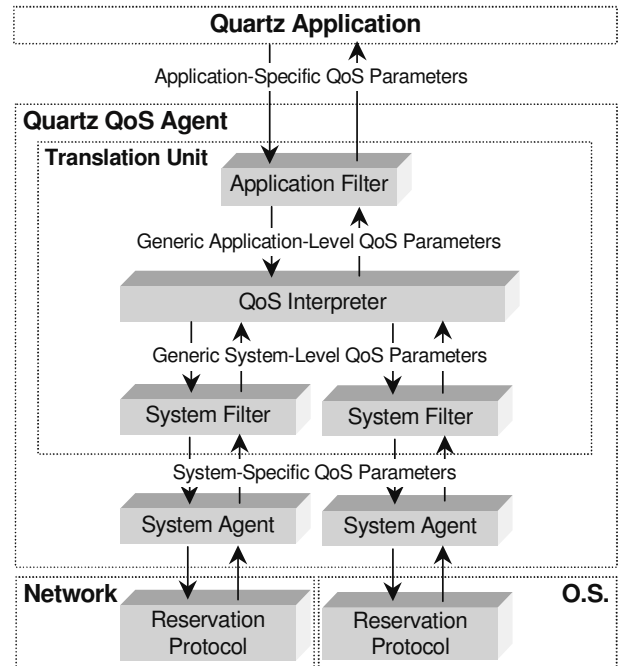 Quartz Application
Application-Specific QoS Parameters
Quartz QoS Agent
Translation Unit
Application Filter
Generic Application-Level QoS Parameters
QoS Interpreter
Generic System-Level QoS Parameters
System Filter
System Filter
System-Specific QoS Parameters
System Agent
System Agent
Network
O.S.
Reservation
Protocol
Reservation
Protocol